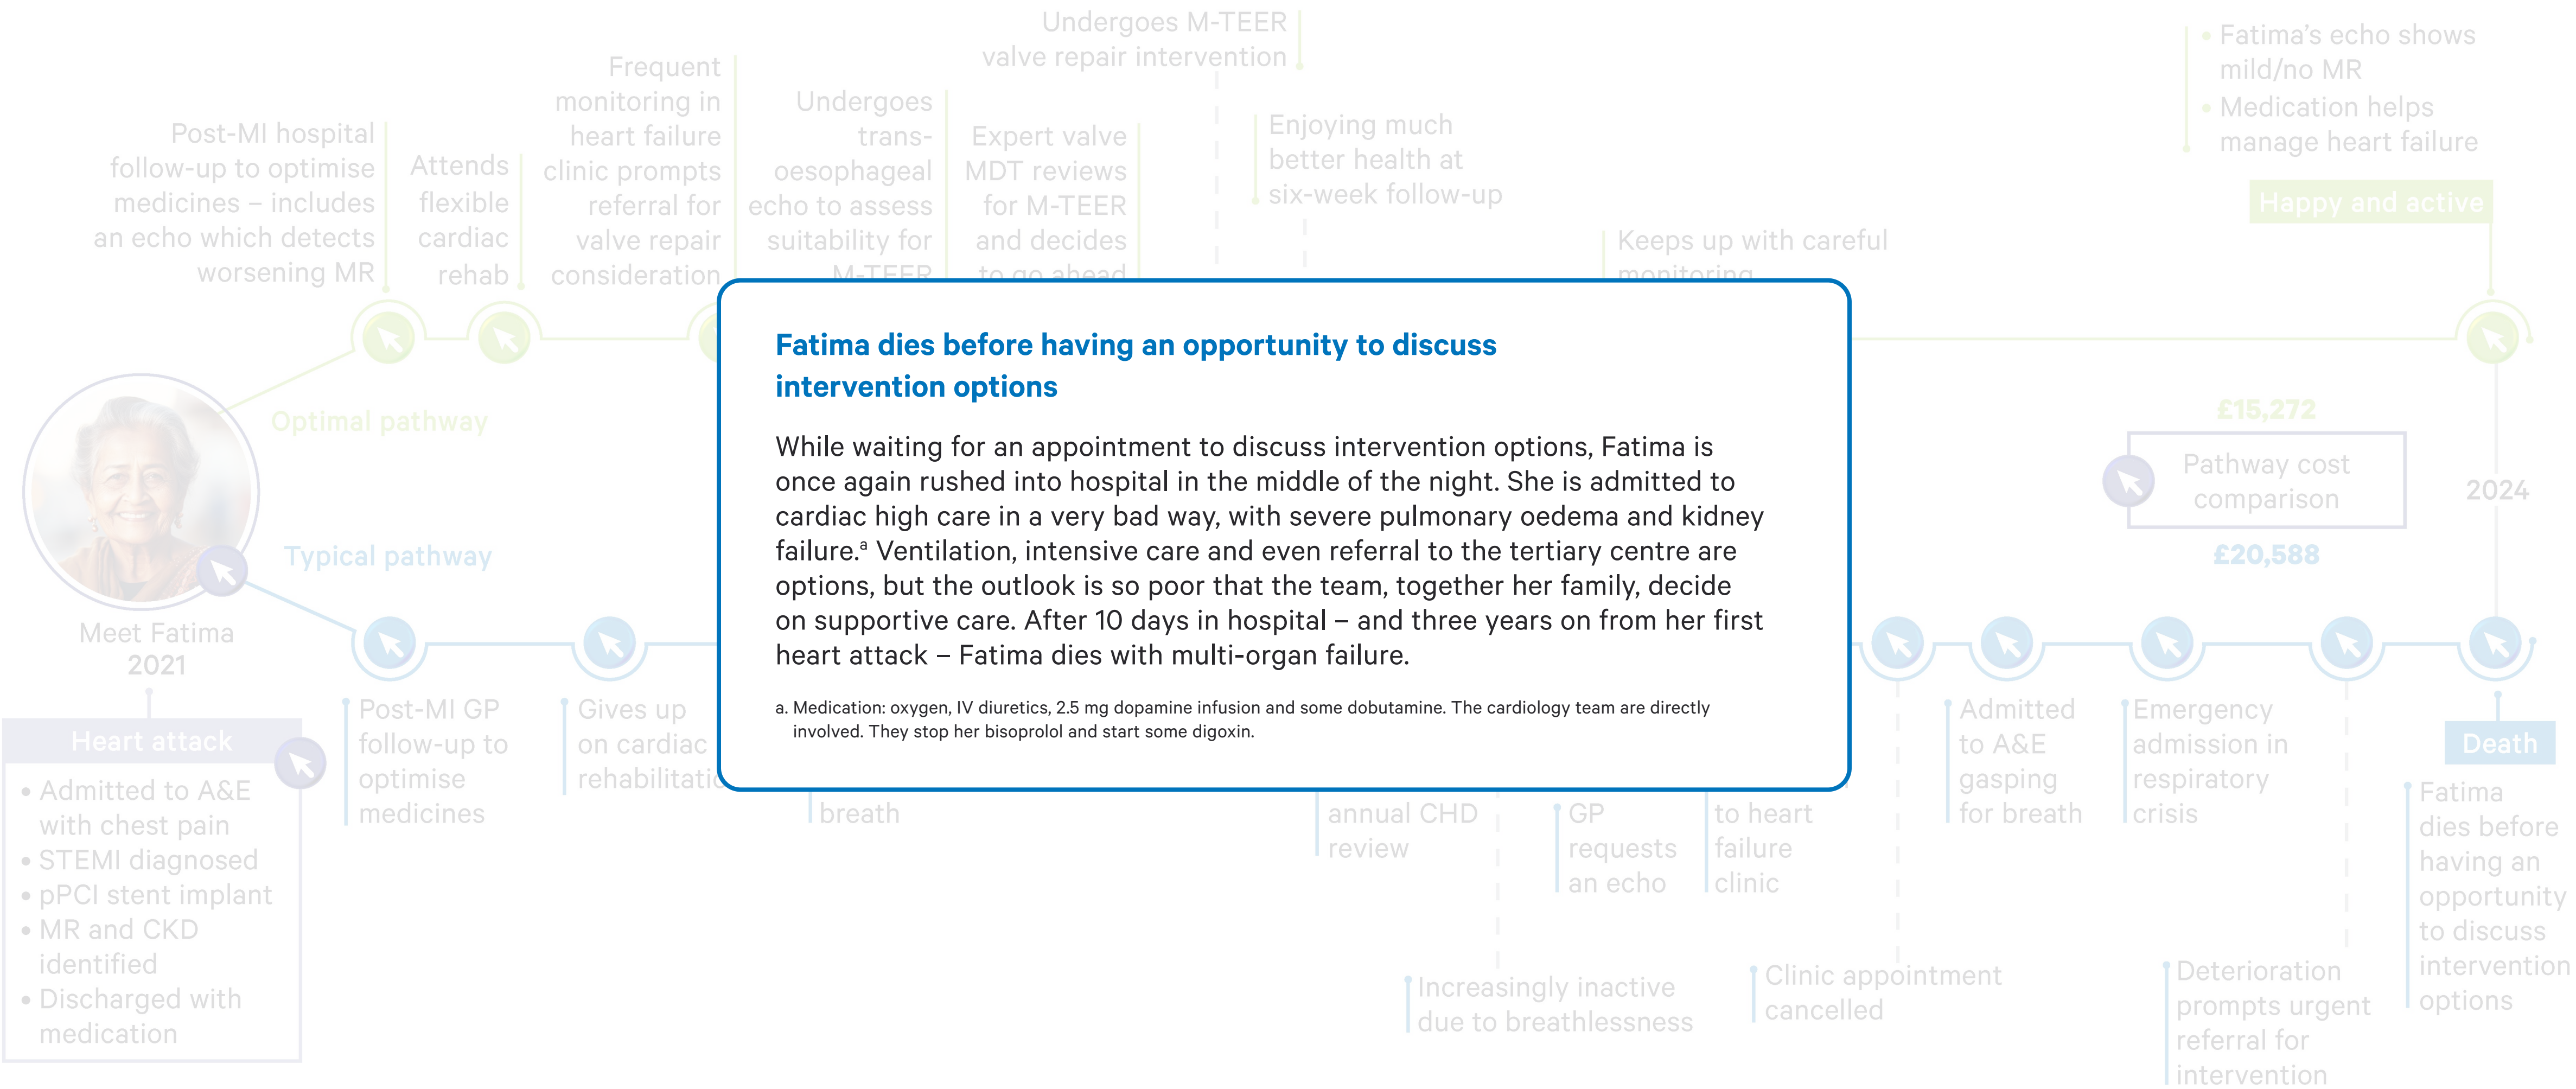 Undergoes M-TEER
valve repair intervention
Fatima’s echo shows
mild/no MR
Medication helps
manage heart failure
Frequent
monitoring in
heart failure
clinic prompts
referral for
valve repair
consideration
Undergoes
trans-
oesophageal
echo to assess
suitability for
M-TEER
Expert valve
MDT reviews
for M-TEER
and decides
to go ahead
Enjoying much
better health at
six-week follow-up
Post-MI hospital
follow-up to optimise
medicines – includes
an echo which detects
worsening MR
Attends
flexible
cardiac
rehab
Keeps up with careful
monitoring
Happy and active
Optimal pathway
Typical pathway
Meet Fatima
2021
Heart attack
• Admitted to A&E
with chest pain
• STEMI diagnosed
• pPCI stent implant
• MR and CKD
identified
• Discharged with
medication
Fatima dies before having an opportunity to discuss
intervention options
While waiting for an appointment to discuss intervention options, Fatima is
once again rushed into hospital in the middle of the night. She is admitted to
cardiac high care in a very bad way, with severe pulmonary oedema and kidney
failure.a Ventilation, intensive care and even referral to the tertiary centre are
options, but the outlook is so poor that the team, together her family, decide
on supportive care. After 10 days in hospital – and three years on from her first
heart attack – Fatima dies with multi-organ failure.
a. Medication: oxygen, IV diuretics, 2.5 mg dopamine infusion and some dobutamine. The cardiology team are directly
involved. They stop her bisoprolol and start some digoxin.
£15,272
Pathway cost
comparison
£20,588
2024
Post-MI GP
follow-up to
optimise
medicines
Gives up
on cardiac
rehabilitatio
breath
annual CHD
review
GP
requests
an echo
to heart
failure
clinic
Admitted
to A&E
gasping
for breath
Emergency
admission in
respiratory
crisis
Death
Fatima
dies before
having an
opportunity
to discuss
intervention
options
Increasingly inactive
due to breathlessness
Clinic appointment
cancelled
Deterioration
prompts urgent
referral for
intervention